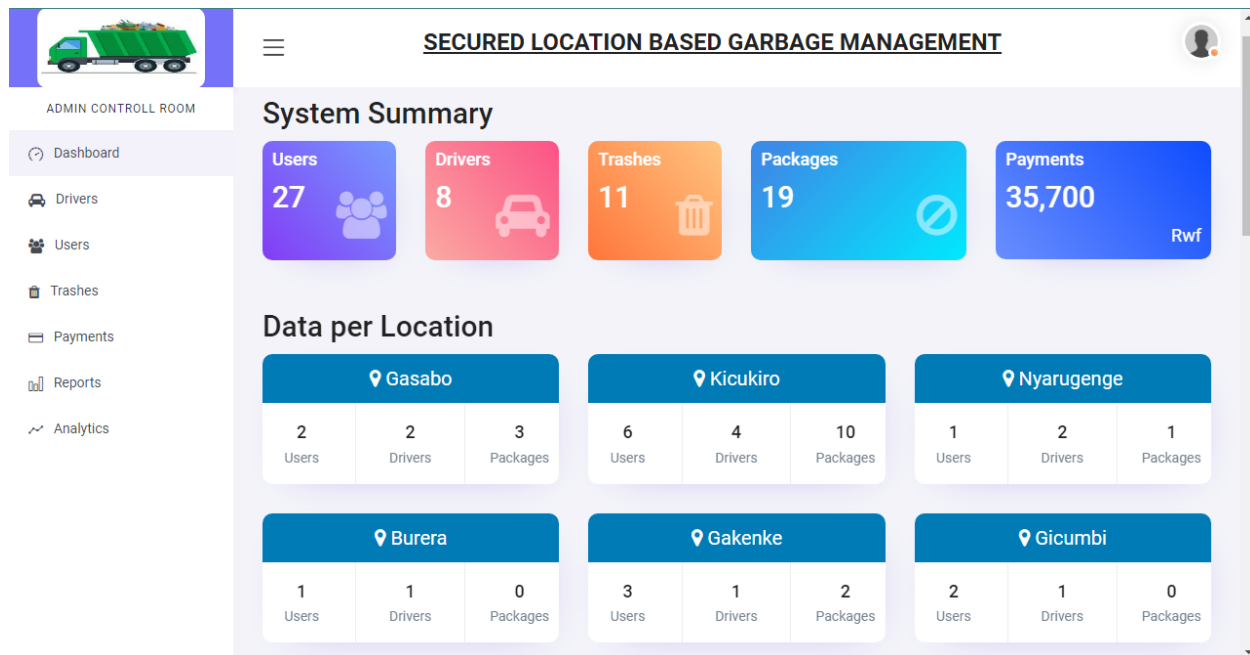 SECURED LOCATION BASED GARBAGE MANAGEMENT
ADMIN CONTROLL ROOM
Dashboard
Drivers
Users
Trashes
Payments
Reports
Analytics
System Summary
Users
27
Drivers
8
Trashes
11
Packages
19
Payments
35,700
Rwf
Data per Location
Gasabo
2 2 3
Users Drivers Packages
Kicukiro
6 4 10
Users Drivers Packages
Nyarugenge
1 2 1
Users Drivers Packages
Burera
1 1 0
Users Drivers Packages
Gakenke
3 1 2
Users Drivers Packages
Gicumbi
2 1 0
Users Drivers Packages